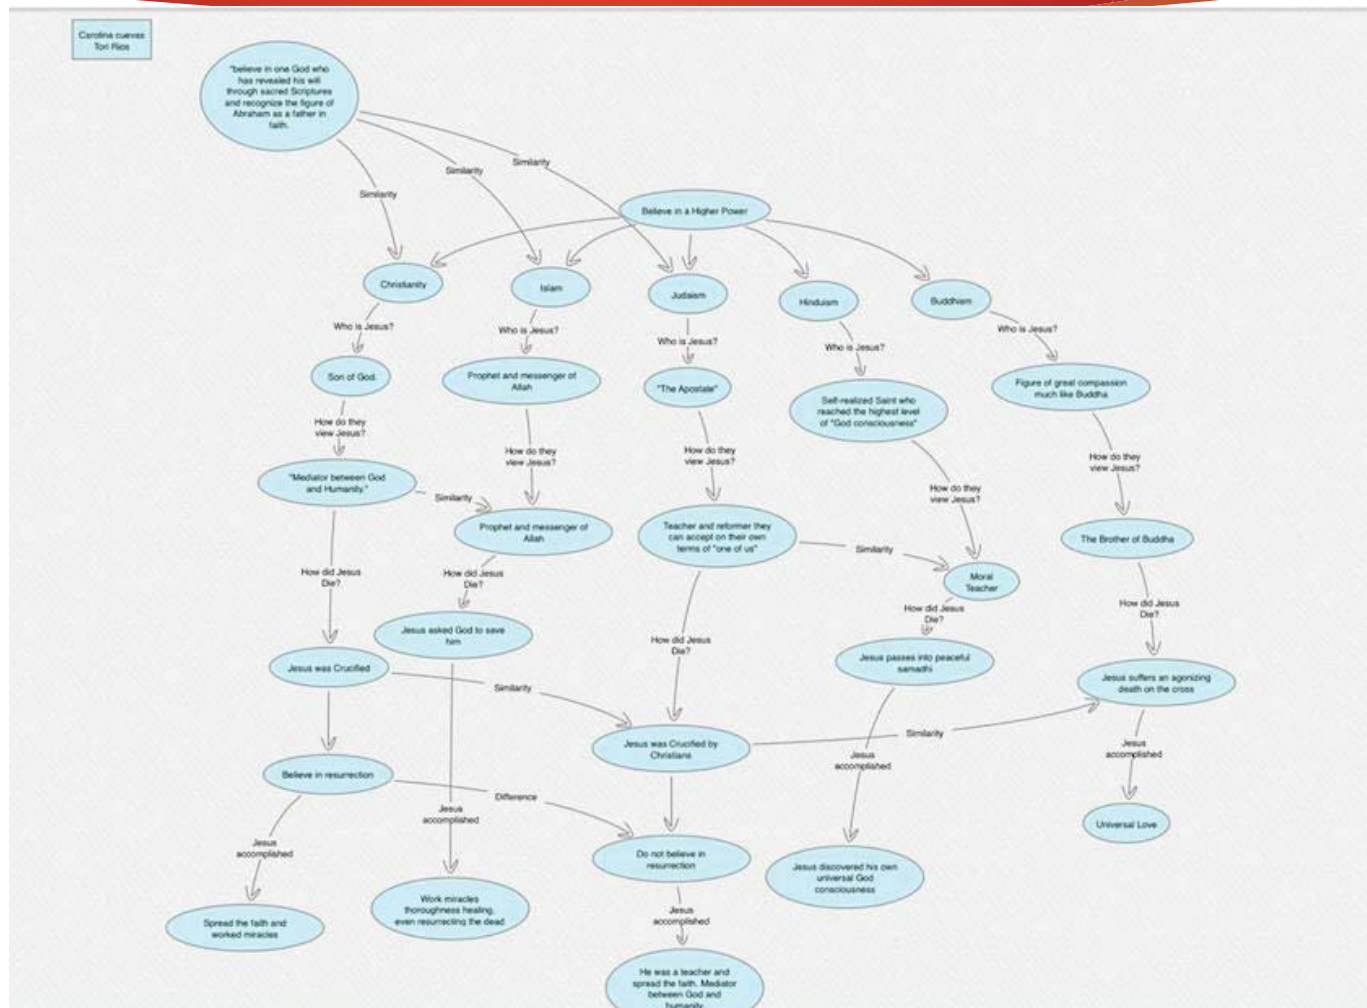 Carolina cuevas
Tori Rios
"believe in one God who
has revealed his will
through sacred Scriptures
and recognize the figure of
Abraham as a father in
faith.
Similarity
Similarity
Similarity
Believe in a Higher Power
Christianity
Islam
Judaism
Hinduism
Buddhism
Who is Jesus?
Who is Jesus?
Who is Jesus?
Who is Jesus?
Who is Jesus?
Son of God.
Prophet and messenger of
Allah
"The Apostate"
Self-realized Saint who
reached the highest level
of "God consciousness"
Figure of great compassion
much like Buddha
How do they
view Jesus?
How do they
view Jesus?
How do they
view Jesus?
How do they
view Jesus?
How do they
view Jesus?
"Mediator between God
and Humanity."
Similarity
Prophet and messenger of
Allah
Teacher and reformer they
can accept on their own
terms of "one of us"
Similarity
Moral
Teacher
The Brother of Buddha
How did Jesus
Die?
How did Jesus
Die?
How did Jesus
Die?
How did Jesus
Die?
How did Jesus
Die?
Jesus was Crucified
Jesus asked God to save
him
Similarity
Jesus was Crucified by
Christians
Similarity
Jesus passes into peaceful
samadhi
Jesus suffers an agonizing
death on the cross
Believe in resurrection
Difference
Do not believe in
resurrection
Jesus
accomplished
Jesus
accomplished
Jesus
accomplished
Jesus
accomplished
Jesus
accomplished
Spread the faith and
worked miracles
Work miracles
thoroughness healing,
even resurrecting the dead
He was a teacher and
spread the faith. Mediator
between God and
humanity
Jesus discovered his own
universal God
consciousness
Universal Love